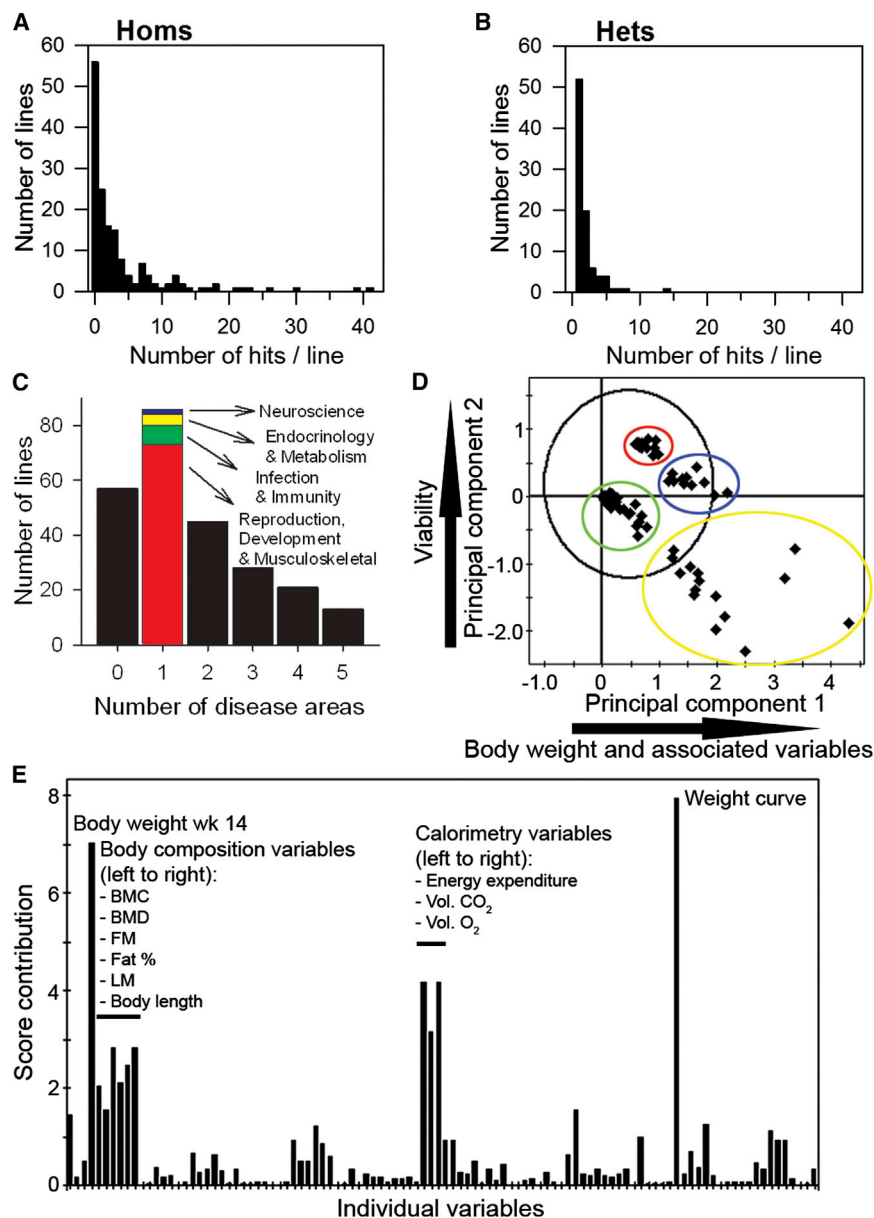 A
Homs
60
50
40
30
20
10
0
Number of lines
0
10
20
30
40
Number of hits / line
B
Hets
60
50
40
30
20
10
0
Number of lines
0
10
20
30
40
Number of hits / line
C
80
60
40
20
0
Number of lines
Neuroscience
Endocrinology
& Metabolism
Infection
& Immunity
Reproduction,
Development
& Musculoskeletal
0
1
2
3
4
5
Number of disease areas
D
Viability
Principal component 2
1
0
-1.0
-2.0
-1.0
0
1
2
3
4
Principal component 1
Body weight and associated variables
E
Score contribution
8
6
4
2
0
Body weight wk 14
Body composition variables
(left to right):
- BMC
- BMD
- FM
- Fat %
- LM
- Body length
Calorimetry variables
(left to right):
- Energy expenditure
- Vol. CO₂
- Vol. O₂
Weight curve
Individual variables